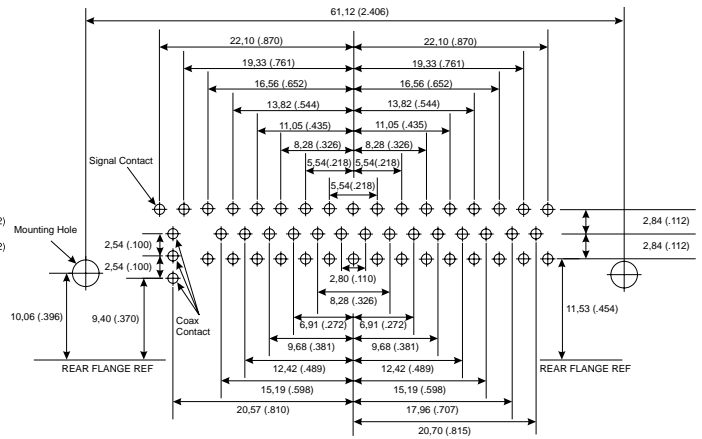 61,12 (2.406)
22,10 (.870) 22,10 (.870)
19,33 (.761) 19,33 (.761)
16,56 (.652) 16,56 (.652)
13,82 (.544) 13,82 (.544)
11,05 (.435) 11,05 (.435)
8,28 (.326) 8,28 (.326)
5,54(.218) 5,54(.218)
5,54(.218)
Signal Contact
Mounting Hole
2,54 (.100)
2,54 (.100)
2,84 (.112)
2,84 (.112)
2,80 (.110)
8,28 (.326)
Coax
Contact
10,06 (.396)
9,40 (.370)
11,53 (.454)
6,91 (.272) 6,91 (.272)
9,68 (.381) 9,68 (.381)
REAR FLANGE REF REAR FLANGE REF
12,42 (.489) 12,42 (.489)
15,19 (.598) 15,19 (.598)
20,57 (.810) 17,96 (.707)
20,70 (.815)